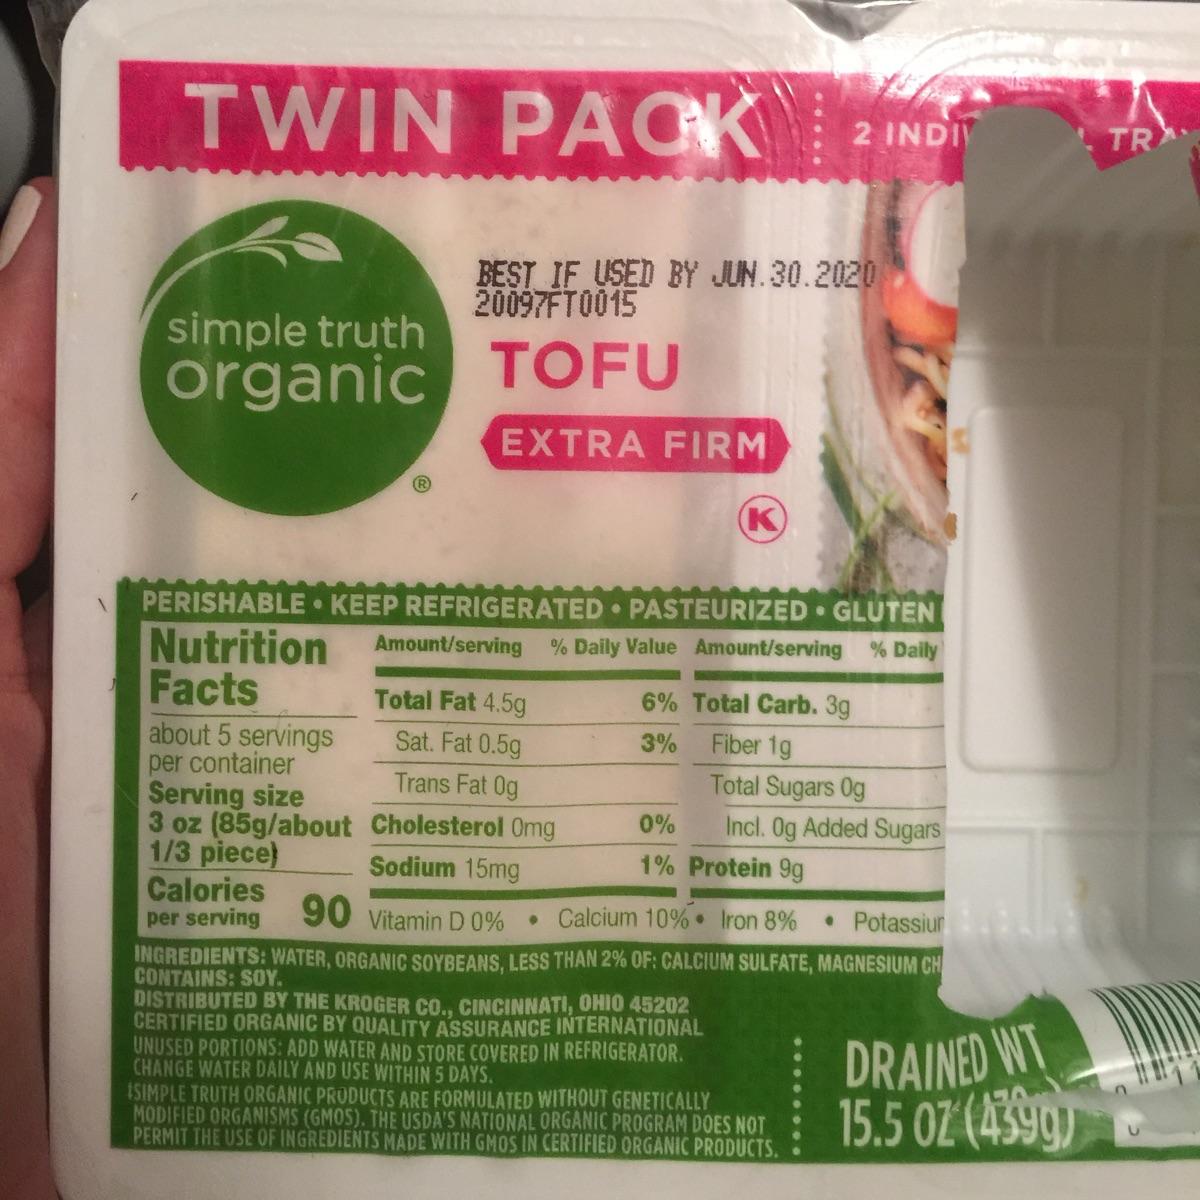 TWIN PACK
2 INDI L TRA
simple truth
organic
®
BEST IF USED BY JUN.30.2020
20097FT0015
TOFU
EXTRA FIRM
K
PERISHABLE • KEEP REFRIGERATED • PASTEURIZED • GLUTEN
Nutrition
Facts
about 5 servings
per container
Serving size
3 oz (85g/about
1/3 piece)
Calories
per serving 90
Amount/serving % Daily Value
Total Fat 4.5g 6%
Sat. Fat 0.5g 3%
Trans Fat 0g
Cholesterol 0mg 0%
Sodium 15mg 1%
Amount/serving % Daily
Total Carb. 3g
Fiber 1g
Total Sugars 0g
Incl. 0g Added Sugars
Protein 9g
Vitamin D 0% • Calcium 10% • Iron 8% • Potassiu
INGREDIENTS: WATER, ORGANIC SOYBEANS, LESS THAN 2% OF: CALCIUM SULFATE, MAGNESIUM CH
CONTAINS: SOY.
DISTRIBUTED BY THE KROGER CO., CINCINNATI, OHIO 45202
CERTIFIED ORGANIC BY QUALITY ASSURANCE INTERNATIONAL
UNUSED PORTIONS: ADD WATER AND STORE COVERED IN REFRIGERATOR.
CHANGE WATER DAILY AND USE WITHIN 5 DAYS.
‡SIMPLE TRUTH ORGANIC PRODUCTS ARE FORMULATED WITHOUT GENETICALLY
MODIFIED ORGANISMS (GMOS). THE USDA'S NATIONAL ORGANIC PROGRAM DOES NOT
PERMIT THE USE OF INGREDIENTS MADE WITH GMOS IN CERTIFIED ORGANIC PRODUCTS.
DRAINED WT
15.5 OZ (439g)